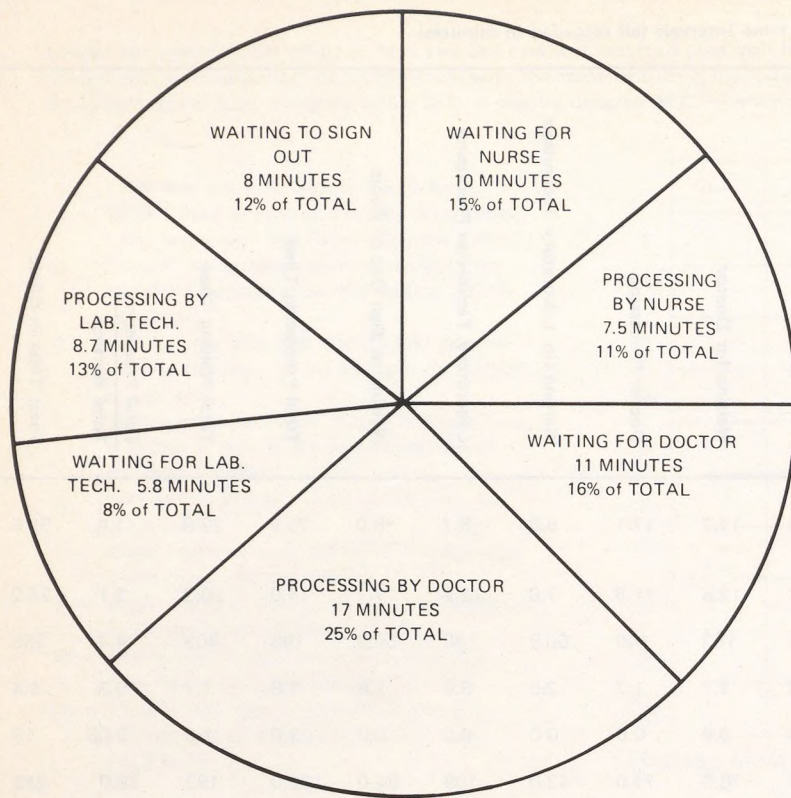 WAITING TO SIGN
OUT
8 MINUTES
12% of TOTAL
WAITING FOR
NURSE
10 MINUTES
15% of TOTAL
PROCESSING
BY NURSE
7.5 MINUTES
11% of TOTAL
WAITING FOR DOCTOR
11 MINUTES
16% of TOTAL
PROCESSING BY DOCTOR
17 MINUTES
25% of TOTAL
WAITING FOR LAB.
TECH. 5.8 MINUTES
8% of TOTAL
PROCESSING BY
LAB. TECH.
8.7 MINUTES
13% of TOTAL